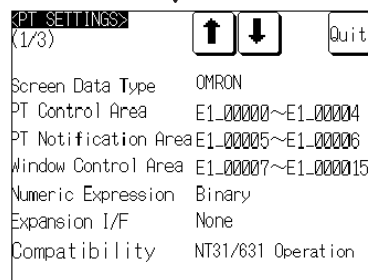 <PT SETTINGS>
(1/3)
Quit
Screen Data Type OMRON
PT Control Area E1_00000~E1_00004
PT Notification Area E1_00005~E1_00006
Window Control Area E1_00007~E1_000015
Numeric Expression Binary
Expansion I/F None
Compatibility NT31/631 Operation